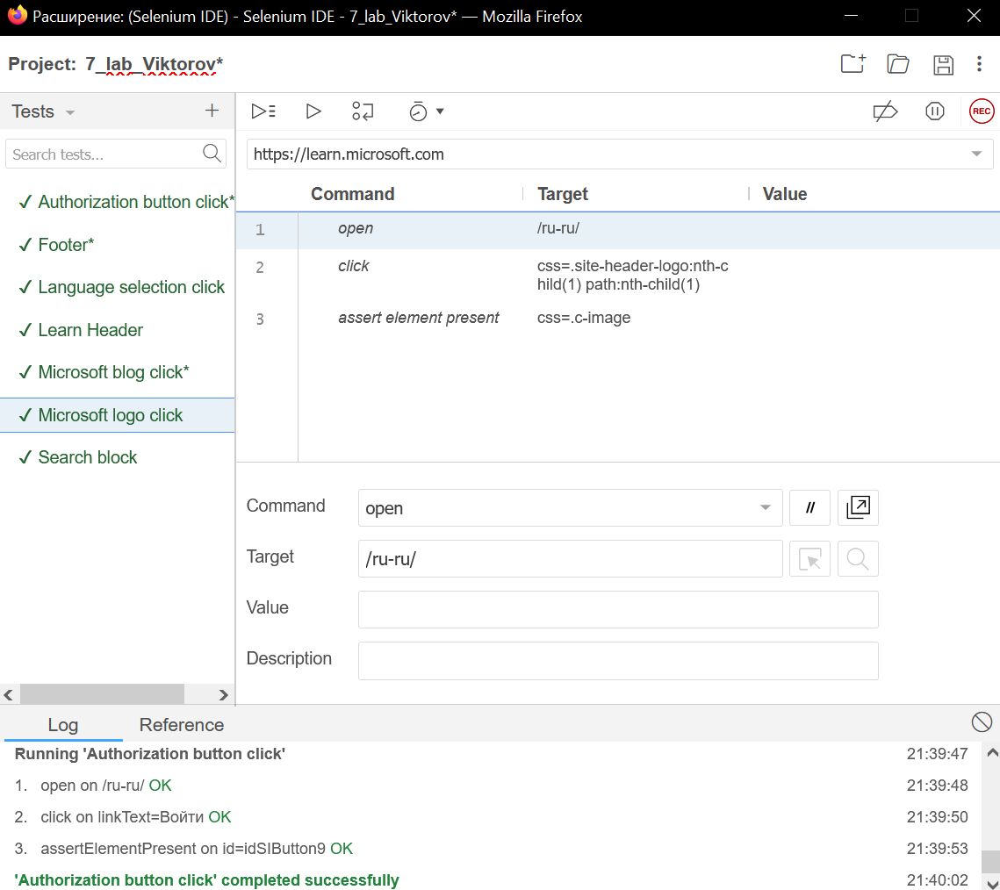 Расширение: (Selenium IDE) - Selenium IDE - 7_lab_Viktorov* — Mozilla Firefox
Project: 7_lab_Viktorov*
Tests
REC
Search tests...
https://learn.microsoft.com
Command Target Value
✓ Authorization button click*
✓ Footer*
✓ Language selection click
✓ Learn Header
✓ Microsoft blog click*
✓ Microsoft logo click
✓ Search block
1 open /ru-ru/
2 click css=.site-header-logo:nth-c
hild(1) path:nth-child(1)
3 assert element present css=.c-image
Command open //
Target /ru-ru/
Value
Description
Log Reference
Running 'Authorization button click' 21:39:47
1. open on /ru-ru/ OK 21:39:48
2. click on linkText=Войти OK 21:39:50
3. assertElementPresent on id=idSIButton9 OK 21:39:53
'Authorization button click' completed successfully 21:40:02